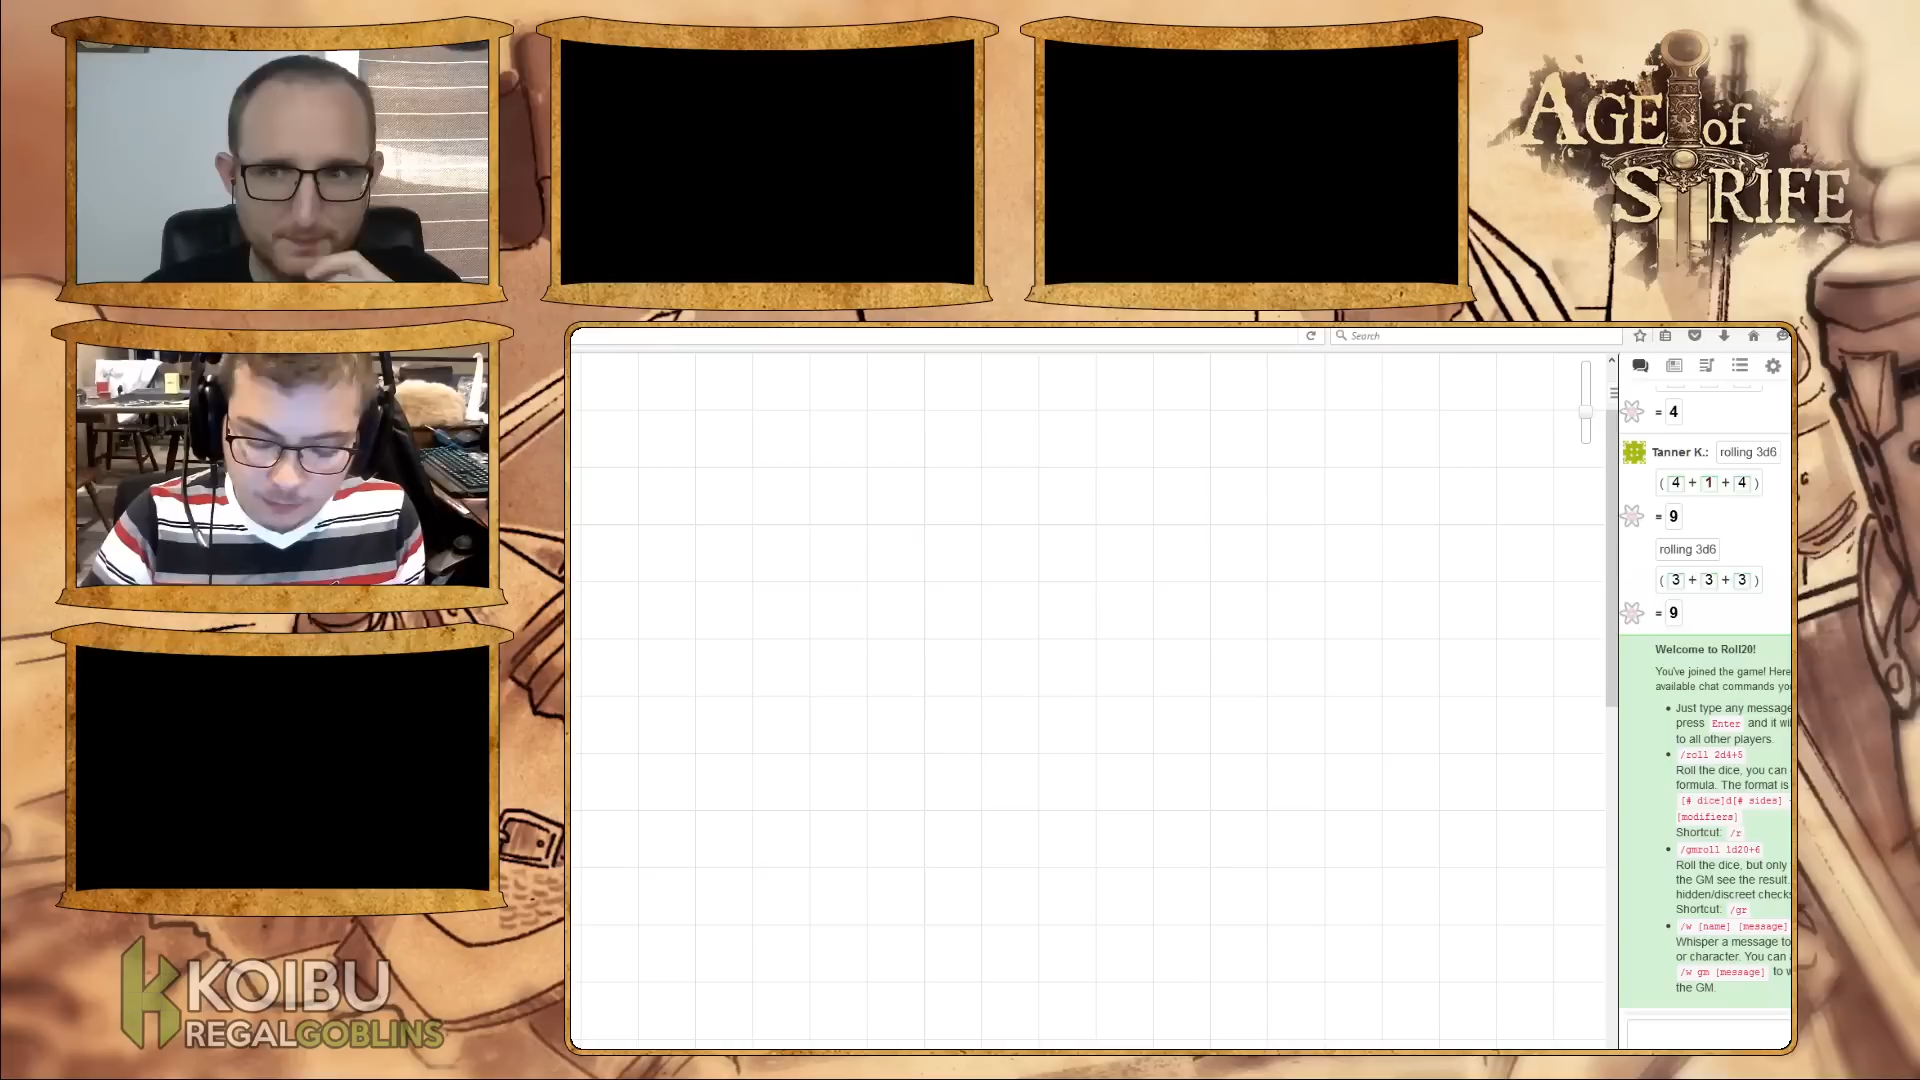 AGE of
STRIFE
Search
= 4
Tanner K.: rolling 3d6
( 4 + 1 + 4 )
= 9
rolling 3d6
( 3 + 3 + 3 )
= 9
Welcome to Roll20!
You've joined the game! Here
available chat commands yo
• Just type any message
press Enter and it wi
to all other players.
• /roll 2d4+5
Roll the dice, you can
formula. The format is
[# dice]d[# sides]
[modifiers]
Shortcut: /r
• /gmroll 1d20+6
Roll the dice, but only
the GM see the result.
hidden/discreet check
Shortcut: /gr
• /w [name] [message]
Whisper a message to
or character. You can
/w gm [message] to w
the GM.
KOIBU
REGALGOBLINS